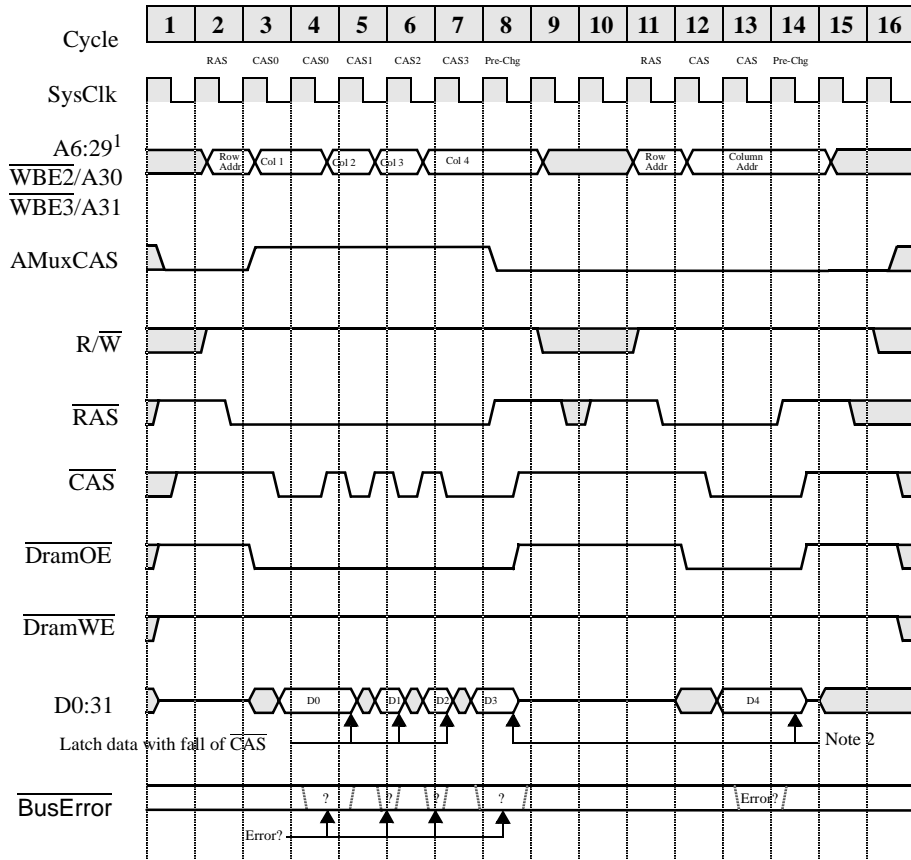 Cycle 1 2 3 4 5 6 7 8 9 10 11 12 13 14 15 16
RAS CAS0 CAS0 CAS1 CAS2 CAS3 Pre-Chg RAS CAS CAS Pre-Chg
SysClk
A6:29¹
WBE2/A30
WBE3/A31
Row Addr Col 1 Col 2 Col 3 Col 4 Row Addr Column Addr
AMuxCAS
R/W
RAS
CAS
DramOE
DramWE
D0:31 D0 D1 D2 D3 D4
Latch data with fall of CAS Note 2
BusError ? ? ? ? Error?
Error?